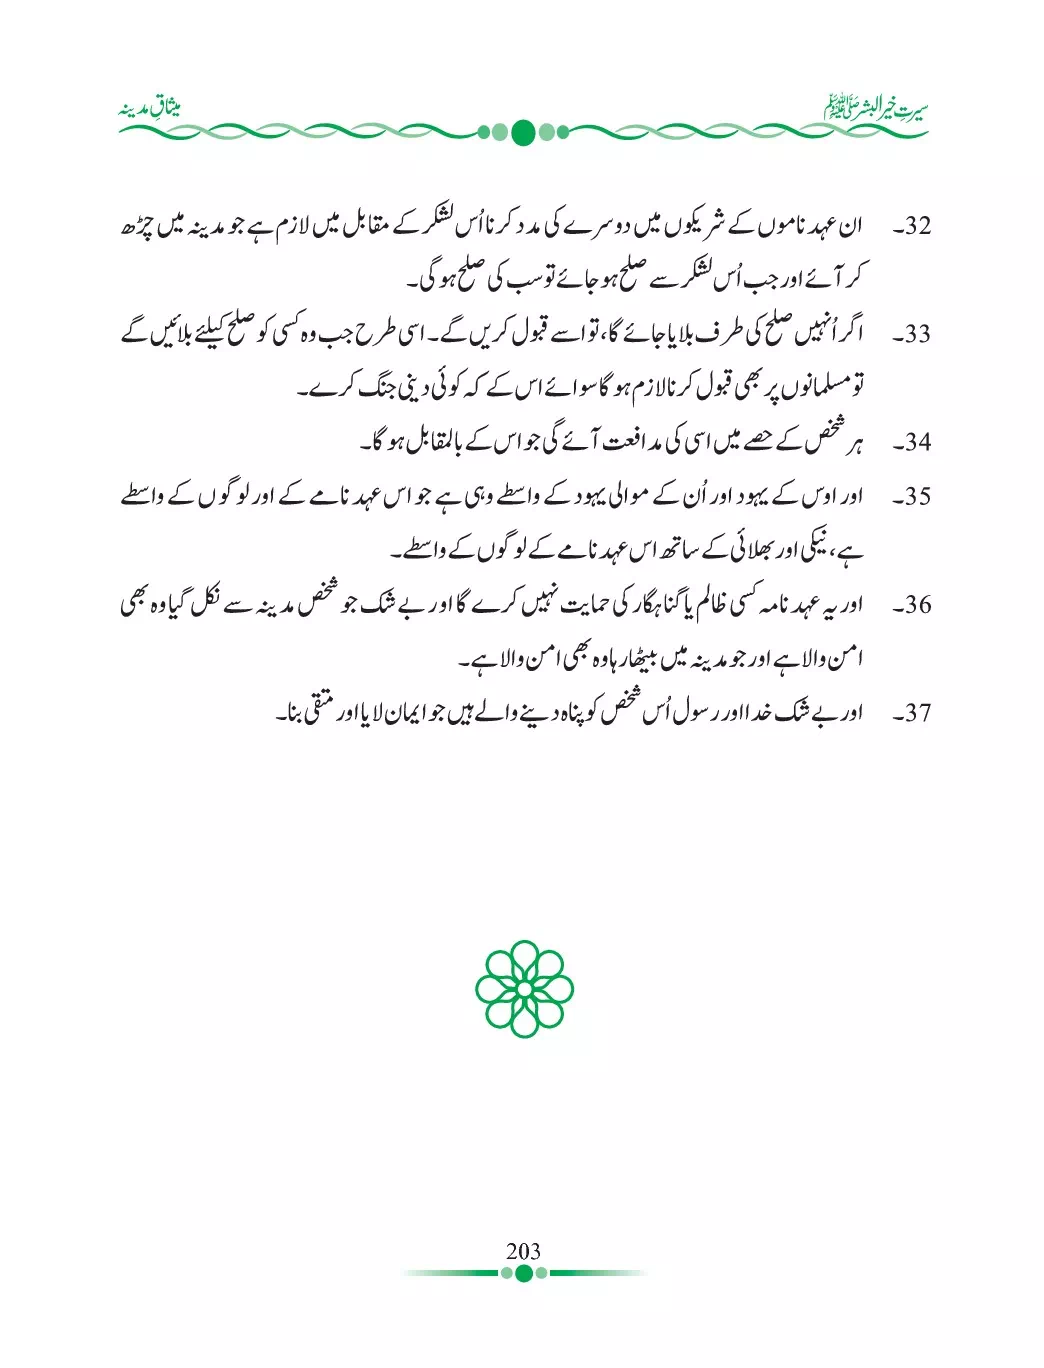 سیرتِ خیرالبشرﷺ
میثاقِ مدینہ
32۔ ان عہد ناموں کے شریکوں میں دوسرے کی مدد کرنا اُس لشکر کے مقابل میں لازم ہے جو مدینہ میں چڑھ
کر آئے اور جب اُس لشکر سے صلح ہو جائے تو سب کی صلح ہو گی۔
33۔ اگر اُنہیں صلح کی طرف بلایا جائے گا، تو اسے قبول کریں گے۔ اسی طرح جب وہ کسی کو صلح کیلئے بلائیں گے
تو مسلمانوں پر بھی قبول کرنا لازم ہو گا سوائے اس کے کہ کوئی دینی جنگ کرے۔
34۔ ہر شخص کے حصے میں اسی کی مدافعت آئے گی جو اس کے بالمقابل ہو گا۔
35۔ اور اوس کے یہود اور اُن کے موالی یہود کے واسطے وہی ہے جو اس عہد نامے کے اور لوگوں کے واسطے
ہے، نیکی اور بھلائی کے ساتھ اس عہد نامے کے لوگوں کے واسطے۔
36۔ اور یہ عہد نامہ کسی ظالم یا گناہگار کی حمایت نہیں کرے گا اور بے شک جو شخص مدینہ سے نکل گیا وہ بھی
امن والا ہے اور جو مدینہ میں بیٹھا رہا وہ بھی امن والا ہے۔
37۔ اور بے شک خدا اور رسول اُس شخص کو پناہ دینے والے ہیں جو ایمان لایا اور متقی بنا۔
203